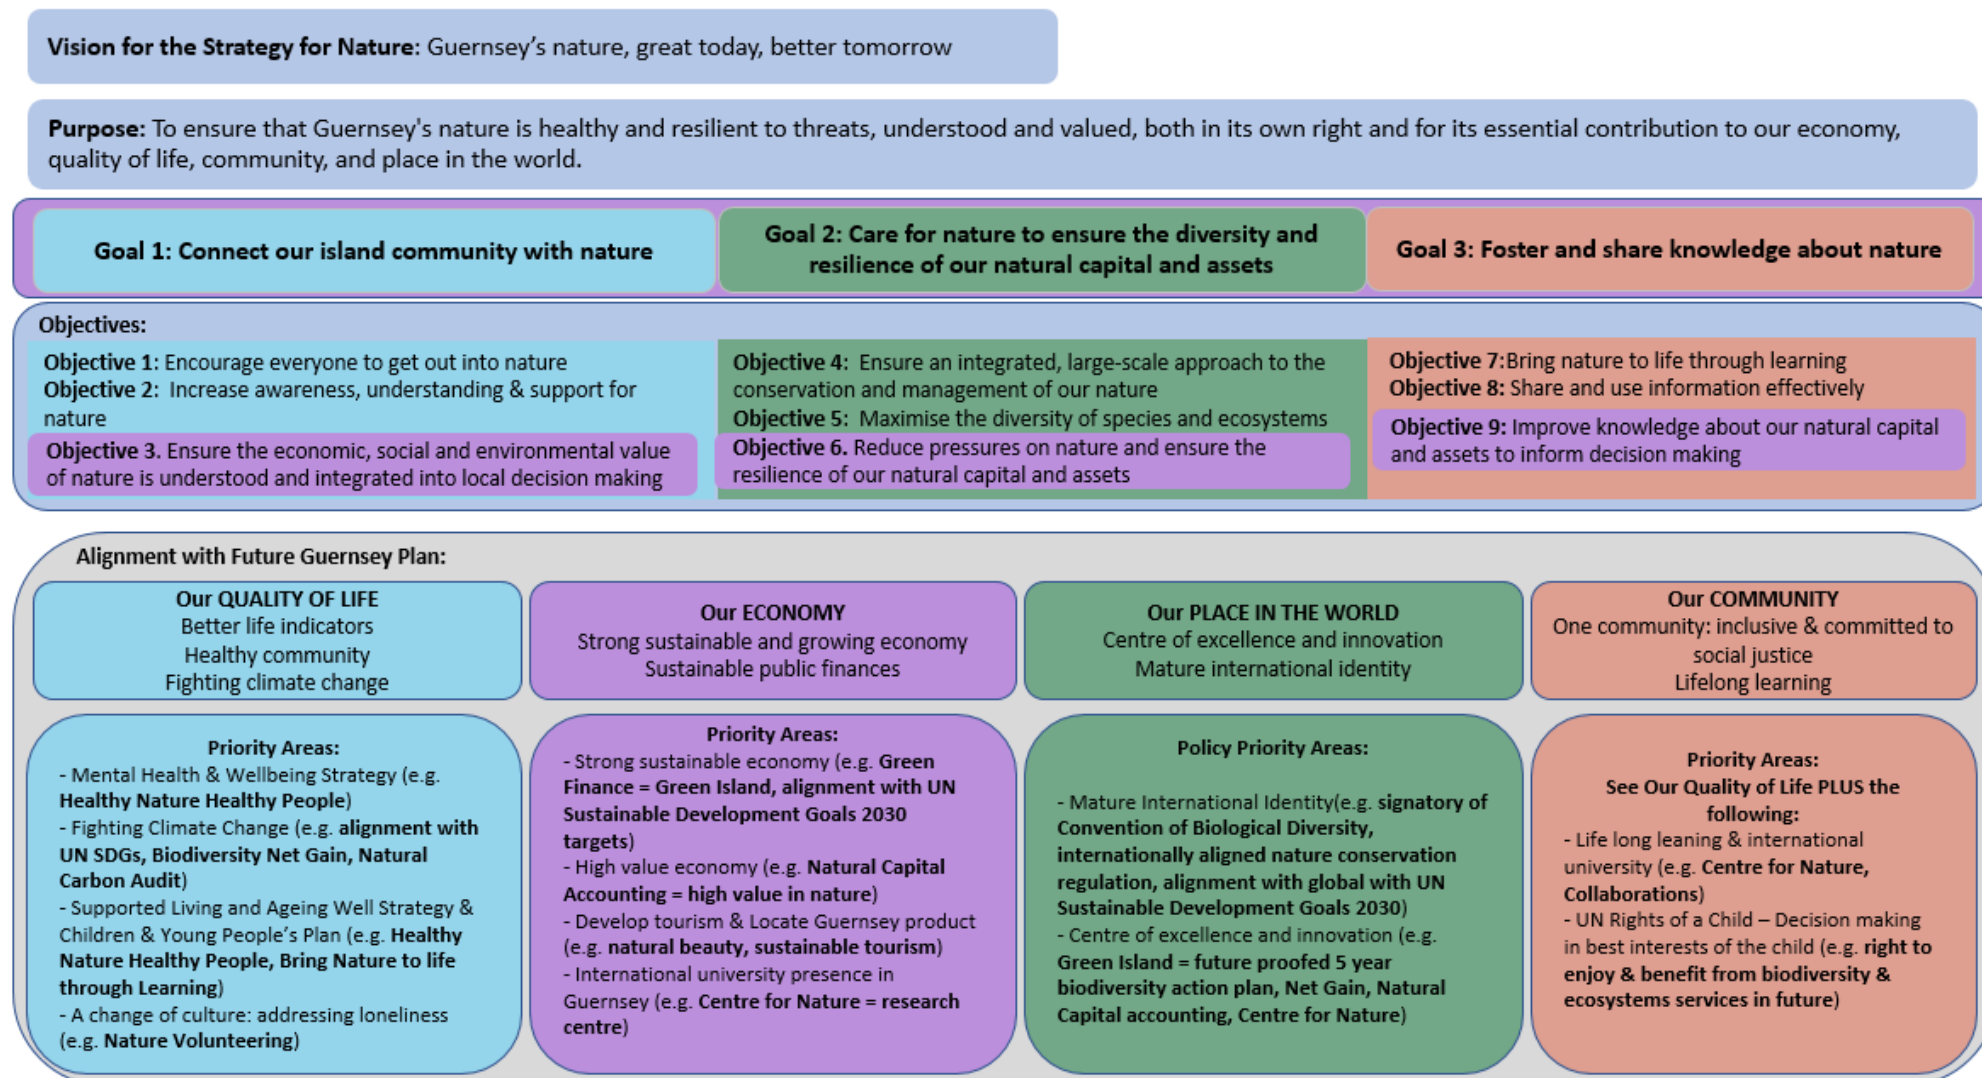 Vision for the Strategy for Nature: Guernsey's nature, great today, better tomorrow
Purpose: To ensure that Guernsey's nature is healthy and resilient to threats, understood and valued, both in its own right and for its essential contribution to our economy,
quality of life, community, and place in the world.
Goal 1: Connect our island community with nature
Goal 2: Care for nature to ensure the diversity and
resilience of our natural capital and assets
Goal 3: Foster and share knowledge about nature
Objectives:
Objective 1: Encourage everyone to get out into nature
Objective 2: Increase awareness, understanding & support for
nature
Objective 3. Ensure the economic, social and environmental value
of nature is understood and integrated into local decision making
Objective 4: Ensure an integrated, large-scale approach to the
conservation and management of our nature
Objective 5: Maximise the diversity of species and ecosystems
Objective 6. Reduce pressures on nature and ensure the
resilience of our natural capital and assets
Objective 7:Bring nature to life through learning
Objective 8: Share and use information effectively
Objective 9: Improve knowledge about our natural capital
and assets to inform decision making
Alignment with Future Guernsey Plan:
Our QUALITY OF LIFE
Better life indicators
Healthy community
Fighting climate change
Our ECONOMY
Strong sustainable and growing economy
Sustainable public finances
Our PLACE IN THE WORLD
Centre of excellence and innovation
Mature international identity
Our COMMUNITY
One community: inclusive & committed to
social justice
Lifelong learning
Priority Areas:
- Mental Health & Wellbeing Strategy (e.g.
Healthy Nature Healthy People)
- Fighting Climate Change (e.g. alignment with
UN SDGs, Biodiversity Net Gain, Natural
Carbon Audit)
- Supported Living and Ageing Well Strategy &
Children & Young People's Plan (e.g. Healthy
Nature Healthy People, Bring Nature to life
through Learning)
- A change of culture: addressing loneliness
(e.g. Nature Volunteering)
Priority Areas:
- Strong sustainable economy (e.g. Green
Finance = Green Island, alignment with UN
Sustainable Development Goals 2030
targets)
- High value economy (e.g. Natural Capital
Accounting = high value in nature)
- Develop tourism & Locate Guernsey product
(e.g. natural beauty, sustainable tourism)
- International university presence in
Guernsey (e.g. Centre for Nature = research
centre)
Policy Priority Areas:
- Mature International Identity(e.g. signatory of
Convention of Biological Diversity,
internationally aligned nature conservation
regulation, alignment with global with UN
Sustainable Development Goals 2030)
- Centre of excellence and innovation (e.g.
Green Island = future proofed 5 year
biodiversity action plan, Net Gain, Natural
Capital accounting, Centre for Nature)
Priority Areas:
See Our Quality of Life PLUS the
following:
- Life long leaning & international
university (e.g. Centre for Nature,
Collaborations)
- UN Rights of a Child – Decision making
in best interests of the child (e.g. right to
enjoy & benefit from biodiversity &
ecosystems services in future)